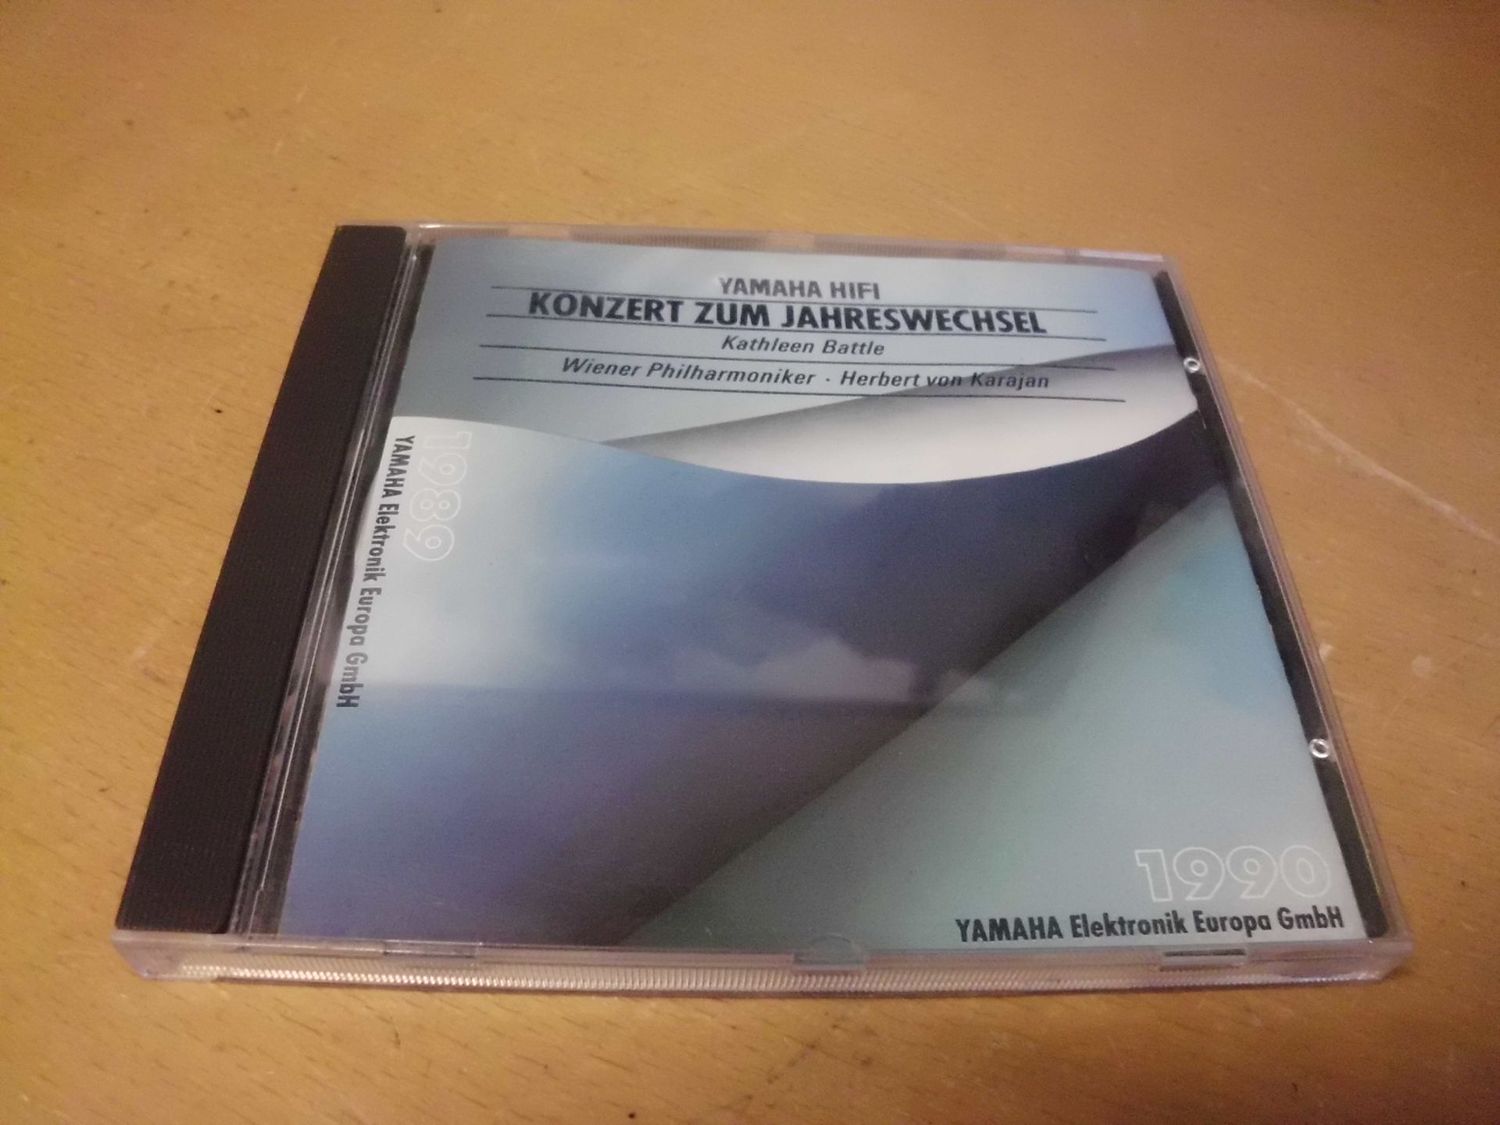 YAMAHA HIFI
KONZERT ZUM JAHRESWECHSEL
Kathleen Battle
Wiener Philharmoniker · Herbert von Karajan
1989
YAMAHA Elektronik Europa GmbH
1990
YAMAHA Elektronik Europa GmbH